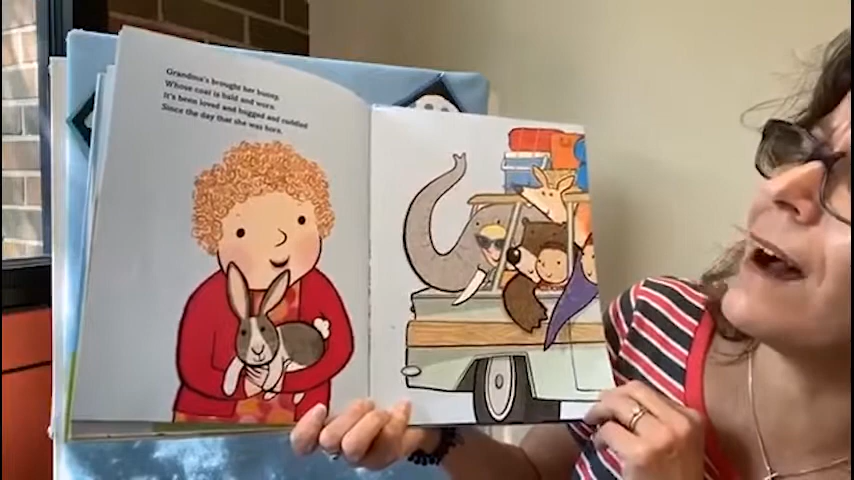 Grandma's brought her bunny,
Whose coat is bald and worn.
It's been loved and hugged and cuddled
Since the day that she was born.